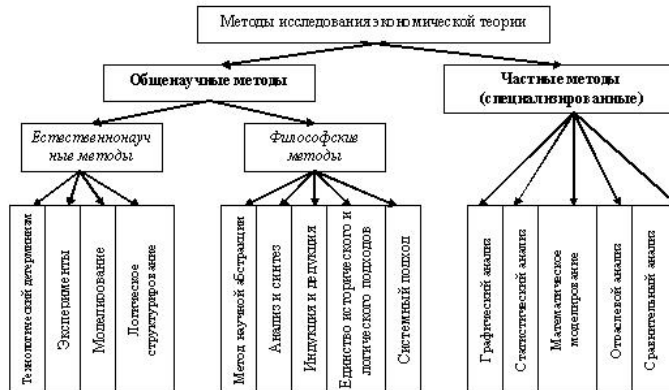 Методы исследования экономической теории
Общенаучные методы
Частные методы
(специализированные)
Естественнонауч
ные методы
Философские
методы
Технологический детерминизм
Эксперименты
Моделирование
Логическое
структурирование
Метод научной абстракции
Анализ и синтез
Индукция и дедукция
Единство исторического и
логического подходов
Системный подход
Графический анализ
Статистический анализ
Математическое
моделирование
Отраслевой анализ
Сравнительный анализ